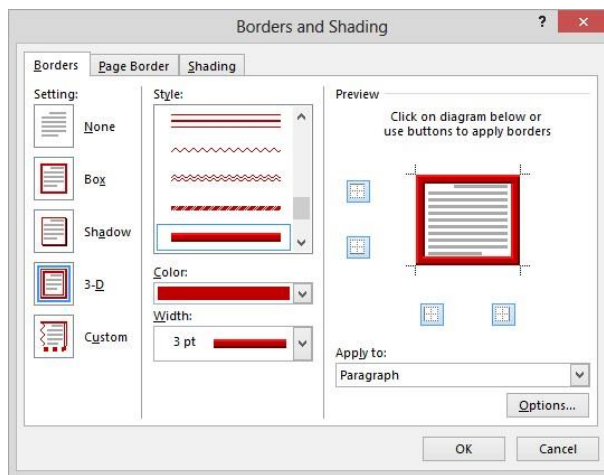 Borders and Shading
?
Borders
Page Border
Shading
Setting:
None
Box
Shadow
3-D
Custom
Style:
Color:
Width:
3 pt
Preview
Click on diagram below or
use buttons to apply borders
Apply to:
Paragraph
Options...
OK
Cancel